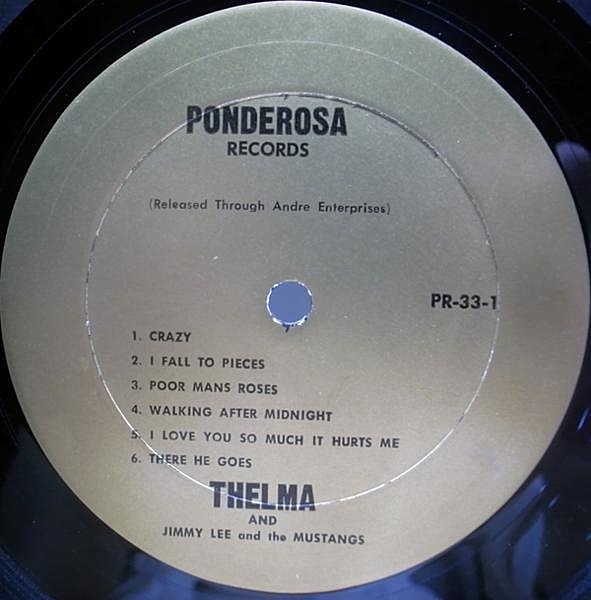 PONDEROSA
RECORDS
(Released Through Andre Enterprises)
PR-33-1
1. CRAZY
2. I FALL TO PIECES
3. POOR MANS ROSES
4. WALKING AFTER MIDNIGHT
5. I LOVE YOU SO MUCH IT HURTS ME
6. THERE HE GOES
THELMA
AND
JIMMY LEE and the MUSTANGS